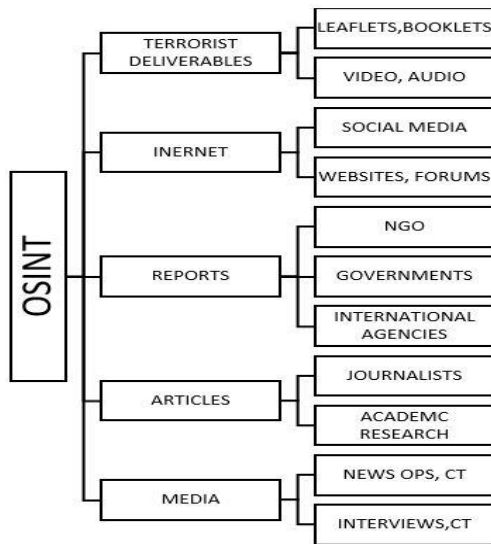 OSINT
TERRORIST
DELIVERABLES
LEAFLETS,BOOKLETS
VIDEO, AUDIO
INERNET
SOCIAL MEDIA
WEBSITES, FORUMS
REPORTS
NGO
GOVERNMENTS
INTERNATIONAL
AGENCIES
ARTICLES
JOURNALISTS
ACADEMC
RESEARCH
MEDIA
NEWS OPS, CT
INTERVIEWS,CT